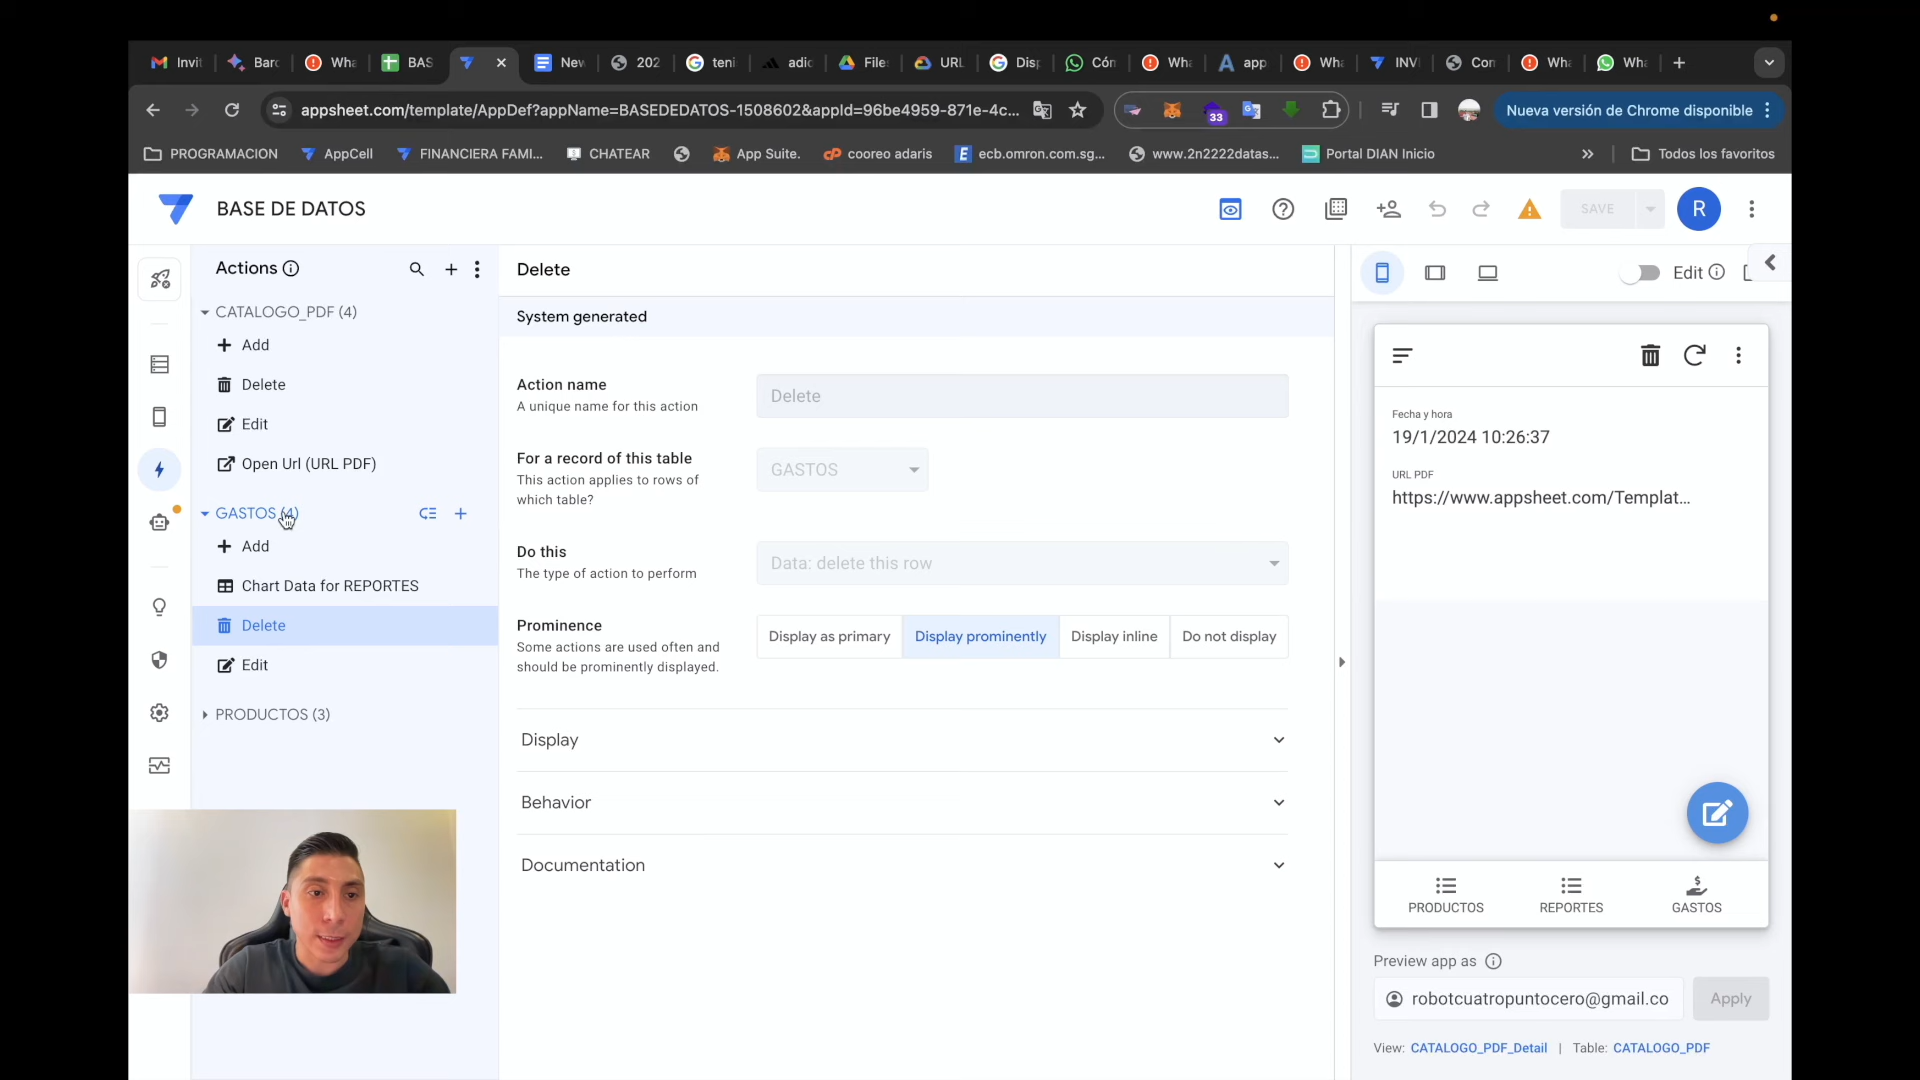 Invit
Barc
Wha
BAS
New
202
teni
adic
Files
URL
Disp
Cón
Wha
app
Wha
INVI
Con
Wha
Wha
appsheet.com/template/AppDef?appName=BASEDEDATOS-1508602&appId=96be4959-871e-4c...
33
Nueva versión de Chrome disponible
PROGRAMACION
AppCell
FINANCIERA FAMI...
CHATEAR
App Suite.
cooreo adaris
ecb.omron.com.sg...
www.2n2222datas...
Portal DIAN Inicio
Todos los favoritos
BASE DE DATOS
SAVE
R
Actions
CATALOGO_PDF (4)
Add
Delete
Edit
Open Url (URL PDF)
GASTOS (4)
Add
Chart Data for REPORTES
Delete
Edit
PRODUCTOS (3)
Delete
System generated
Action name
A unique name for this action
Delete
For a record of this table
This action applies to rows of
which table?
GASTOS
Do this
The type of action to perform
Data: delete this row
Prominence
Some actions are used often and
should be prominently displayed.
Display as primary
Display prominently
Display inline
Do not display
Display
Behavior
Documentation
Edit
Fecha y hora
19/1/2024 10:26:37
URL PDF
https://www.appsheet.com/Templat...
PRODUCTOS
REPORTES
GASTOS
Preview app as
robotcuatropuntocero@gmail.co
Apply
View: CATALOGO_PDF_Detail | Table: CATALOGO_PDF